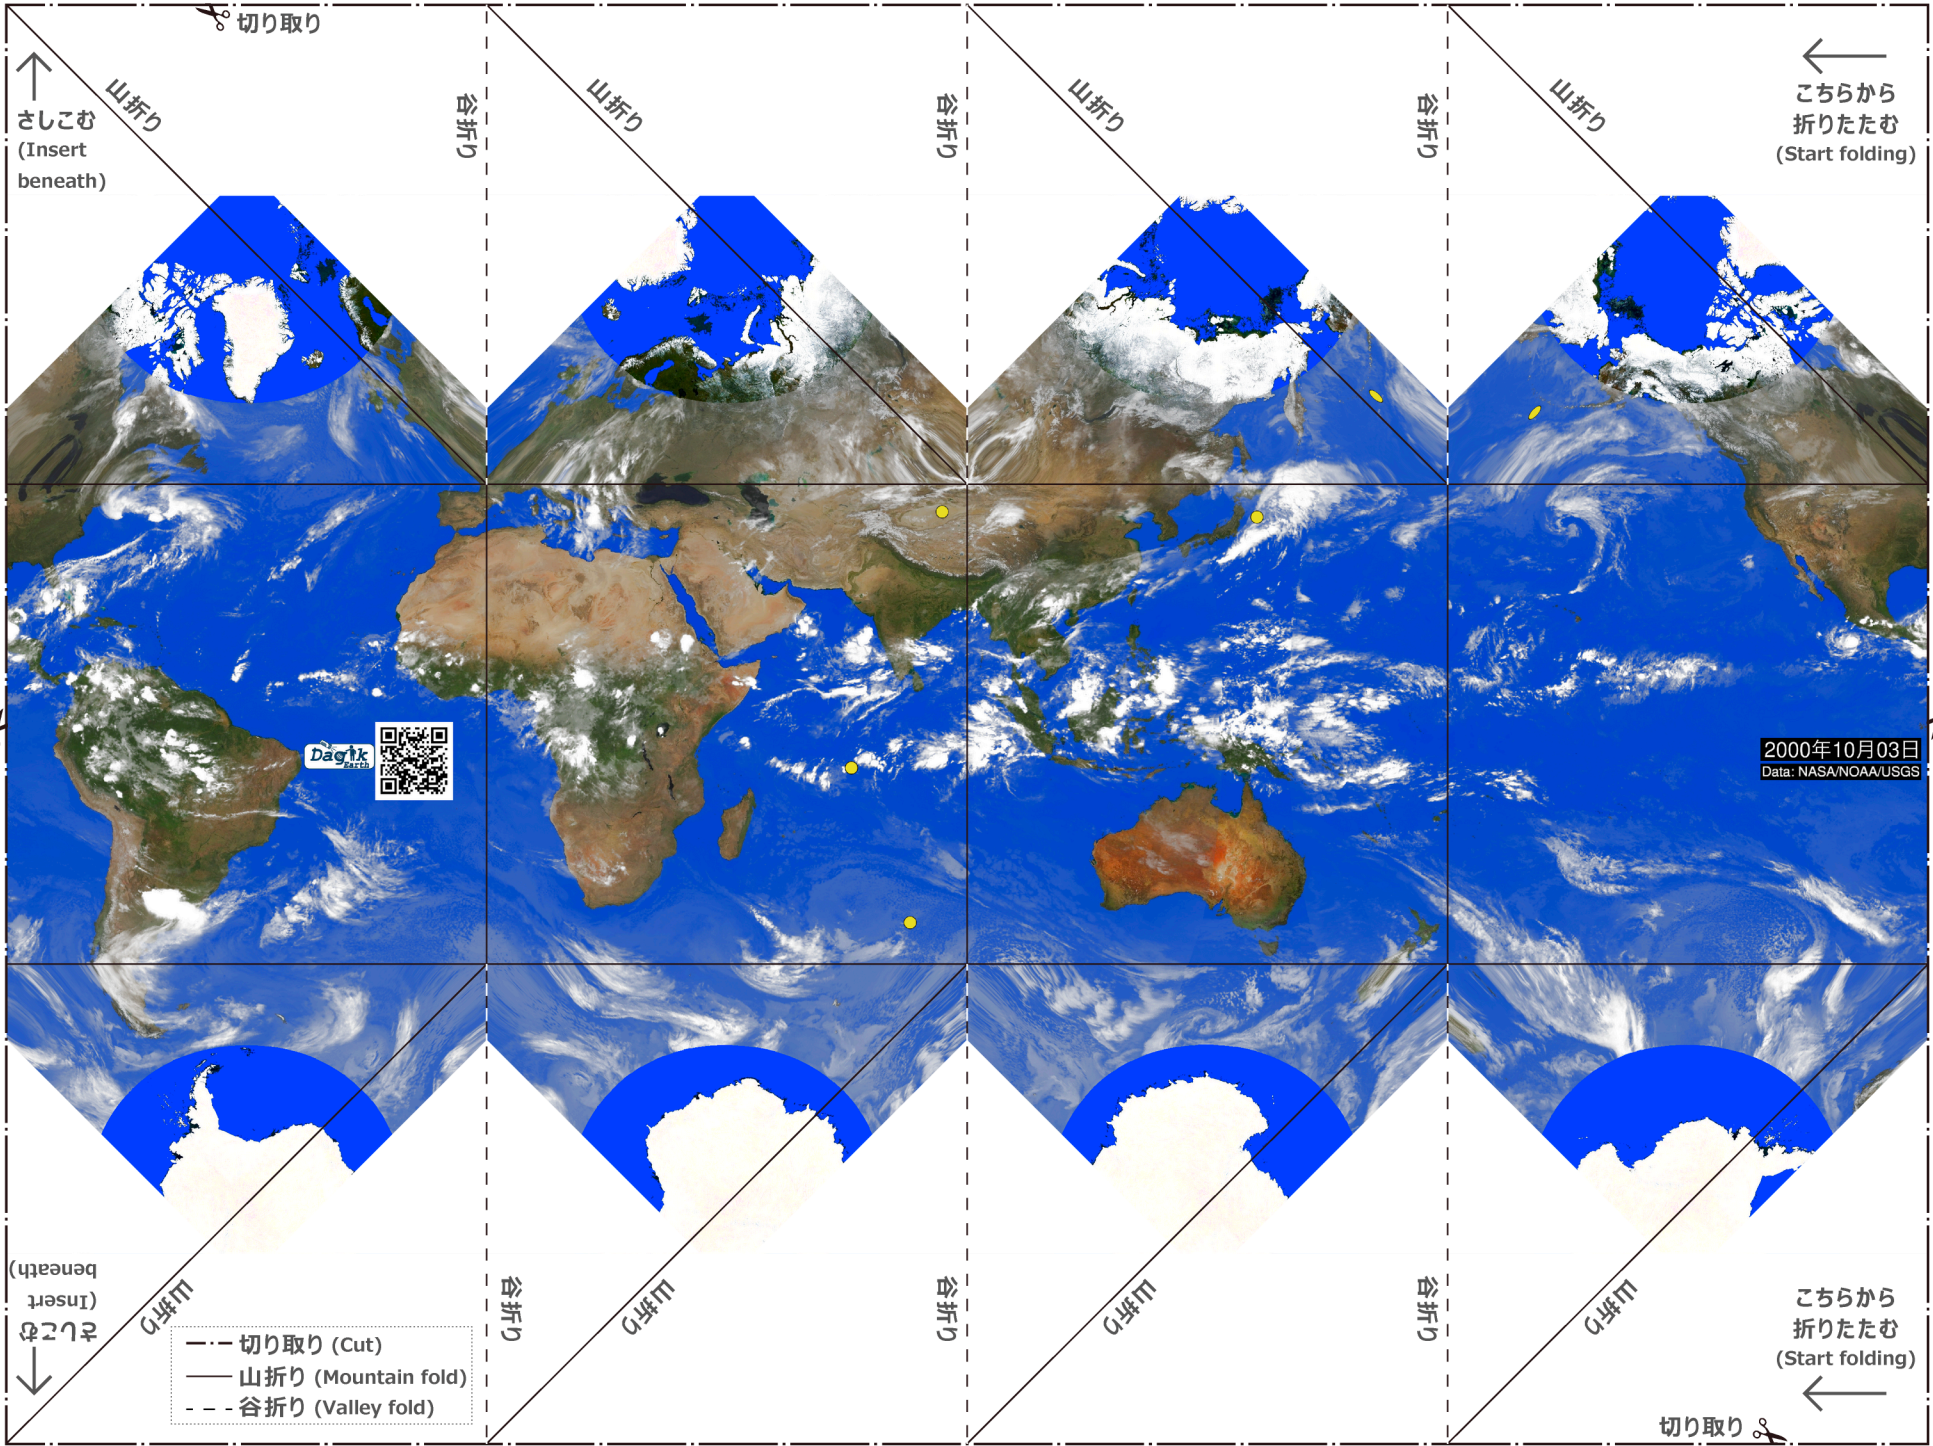 切り取り
山折り
山折り
山折り
山折り
谷折り
谷折り
谷折り
さしこむ
(Insert
beneath)
こちらから
折りたたむ
(Start folding)
Dagik
Earth
2000年10月03日
Data: NASA/NOAA/USGS
さしこむ
(Insert
beneath)
山折り
山折り
山折り
山折り
谷折り
谷折り
谷折り
切り取り (Cut)
山折り (Mountain fold)
谷折り (Valley fold)
こちらから
折りたたむ
(Start folding)
切り取り